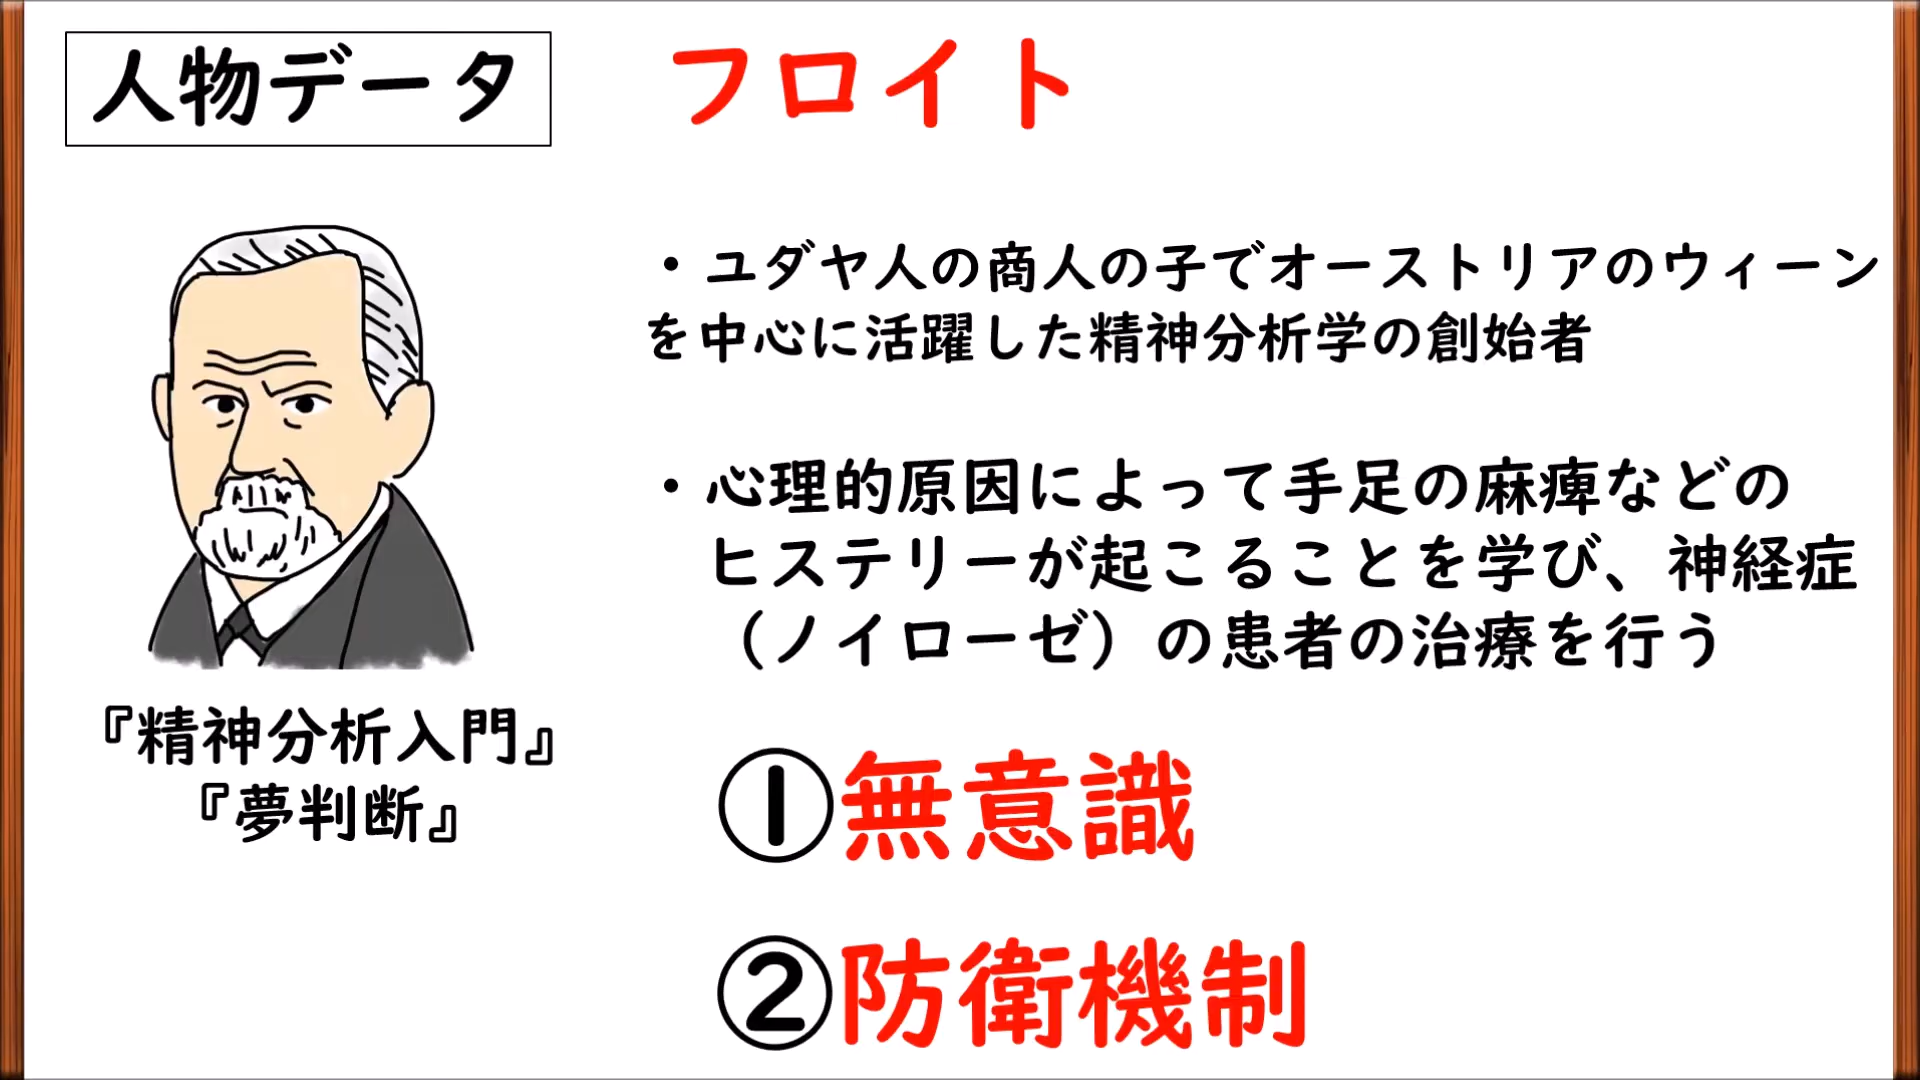 人物データ
フロイト
・ユダヤ人の商人の子でオーストリアのウィーン
を中心に活躍した精神分析学の創始者
・心理的原因によって手足の麻痺などの
ヒステリーが起こることを学び、神経症
（ノイローゼ）の患者の治療を行う
『精神分析入門』
『夢判断』
①無意識
②防衛機制